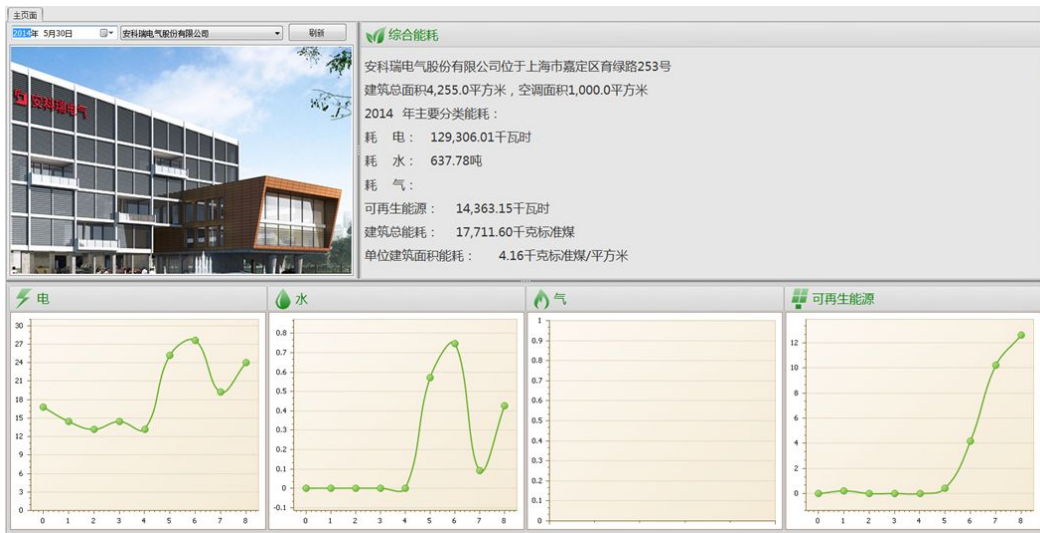 主页面
2014年 5月30日
安科瑞电气股份有限公司
刷新
安科瑞电气
综合能耗
安科瑞电气股份有限公司位于上海市嘉定区育绿路253号
建筑总面积4,255.0平方米，空调面积1,000.0平方米
2014 年主要分类能耗：
耗 电： 129,306.01千瓦时
耗 水： 637.78吨
耗 气：
可再生能源： 14,363.15千瓦时
建筑总能耗： 17,711.60千克标准煤
单位建筑面积能耗： 4.16千克标准煤/平方米
电
30
27
24
21
18
15
12
9
6
3
0
0 1 2 3 4 5 6 7 8
水
0.8
0.7
0.6
0.5
0.4
0.3
0.2
0.1
0
-0.1
0 1 2 3 4 5 6 7 8
气
1
0.9
0.8
0.7
0.6
0.5
0.4
0.3
0.2
0.1
0
可再生能源
12
10
8
6
4
2
0
0 1 2 3 4 5 6 7 8